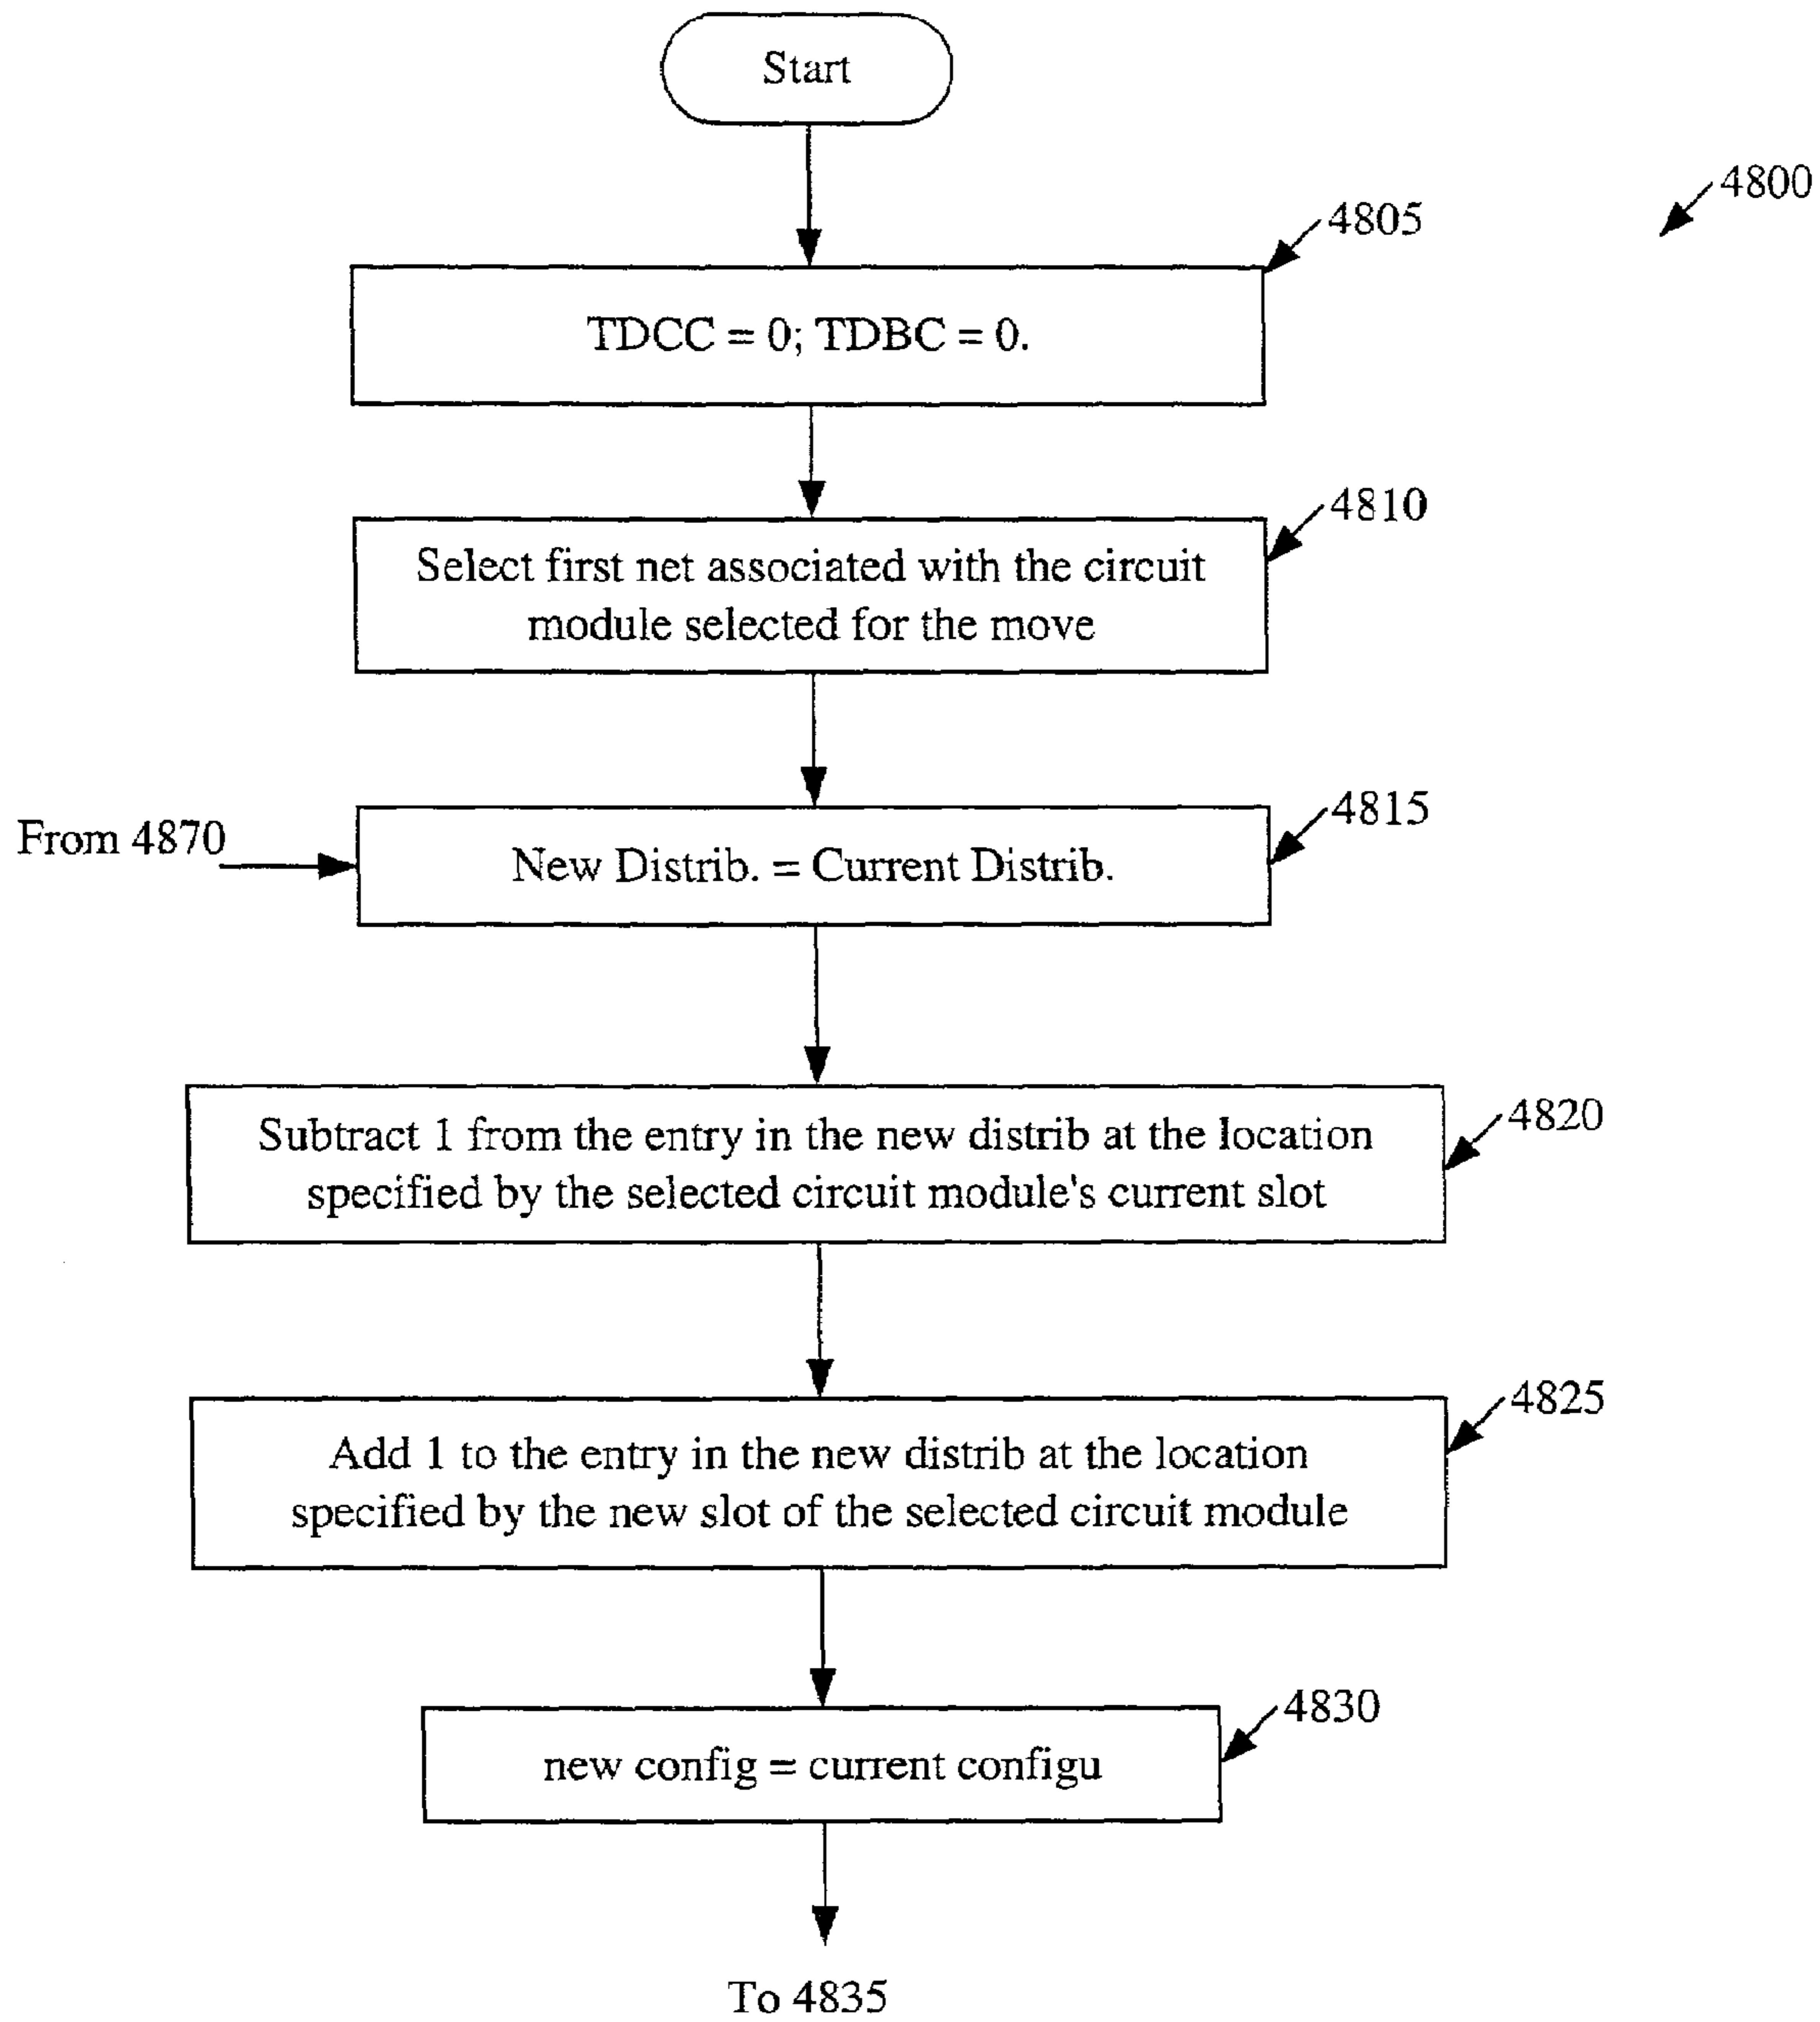 Start
4800
4805
TDCC = 0; TDBC = 0.
4810
Select first net associated with the circuit
module selected for the move
4815
From 4870
New Distrib. = Current Distrib.
4820
Subtract 1 from the entry in the new distrib at the location
specified by the selected circuit module's current slot
4825
Add 1 to the entry in the new distrib at the location
specified by the new slot of the selected circuit module
4830
new config = current configu
To 4835